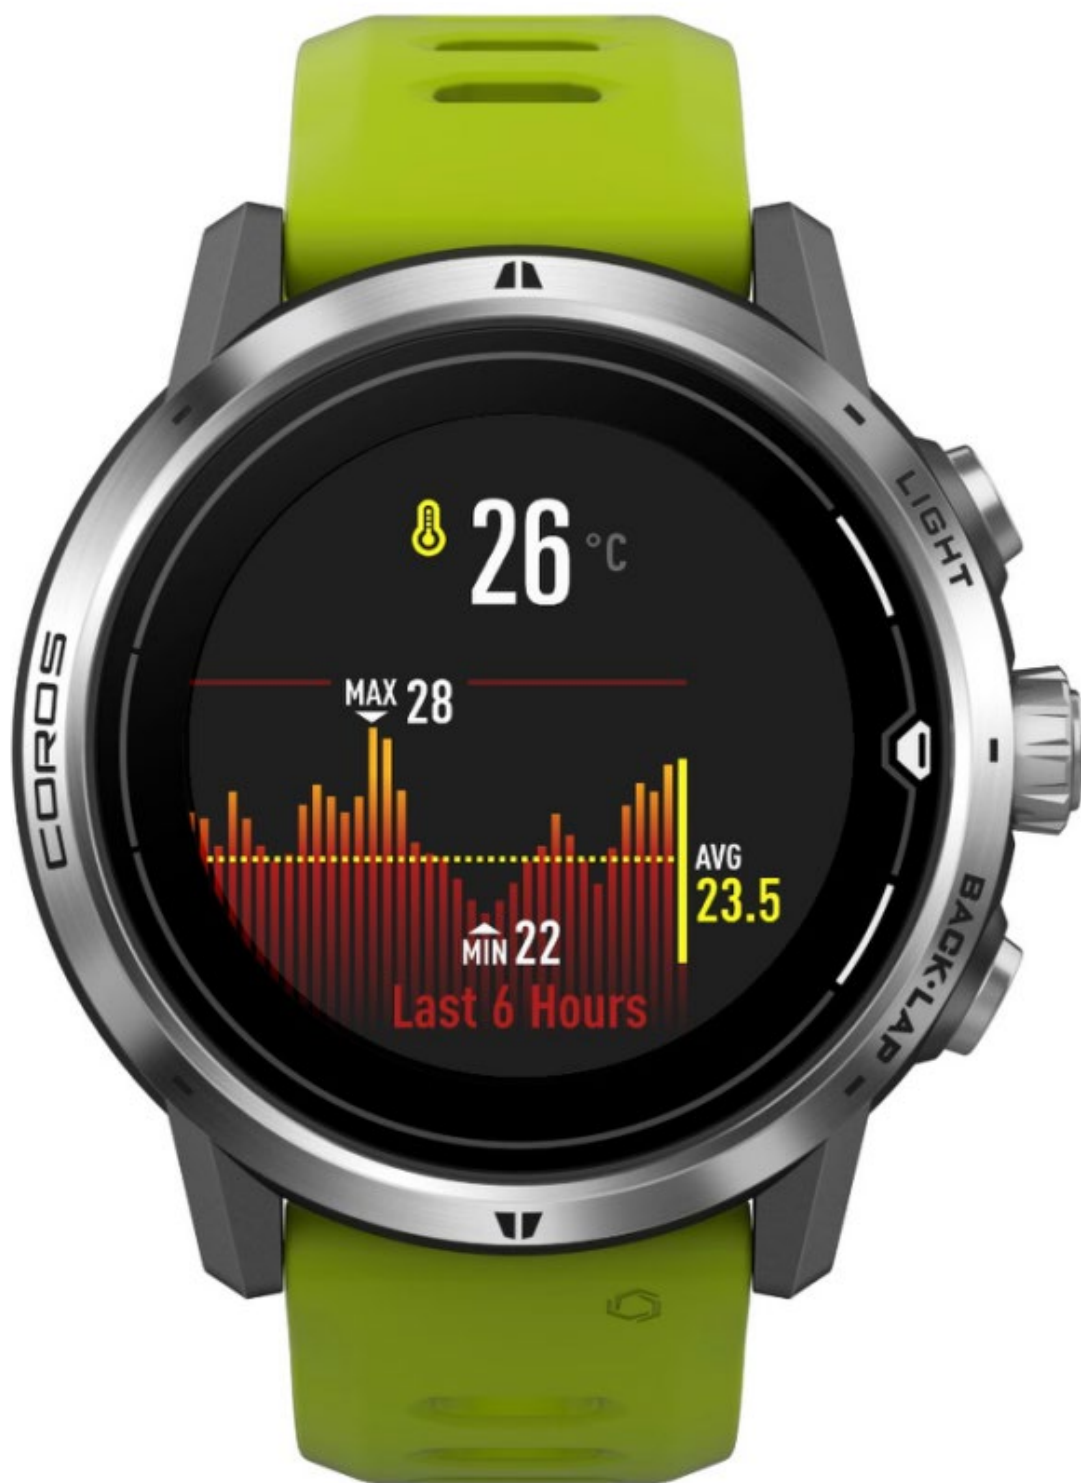 26 °C
MAX 28
AVG
23.5
MIN 22
Last 6 Hours
COROS
LIGHT
BACK·LAP